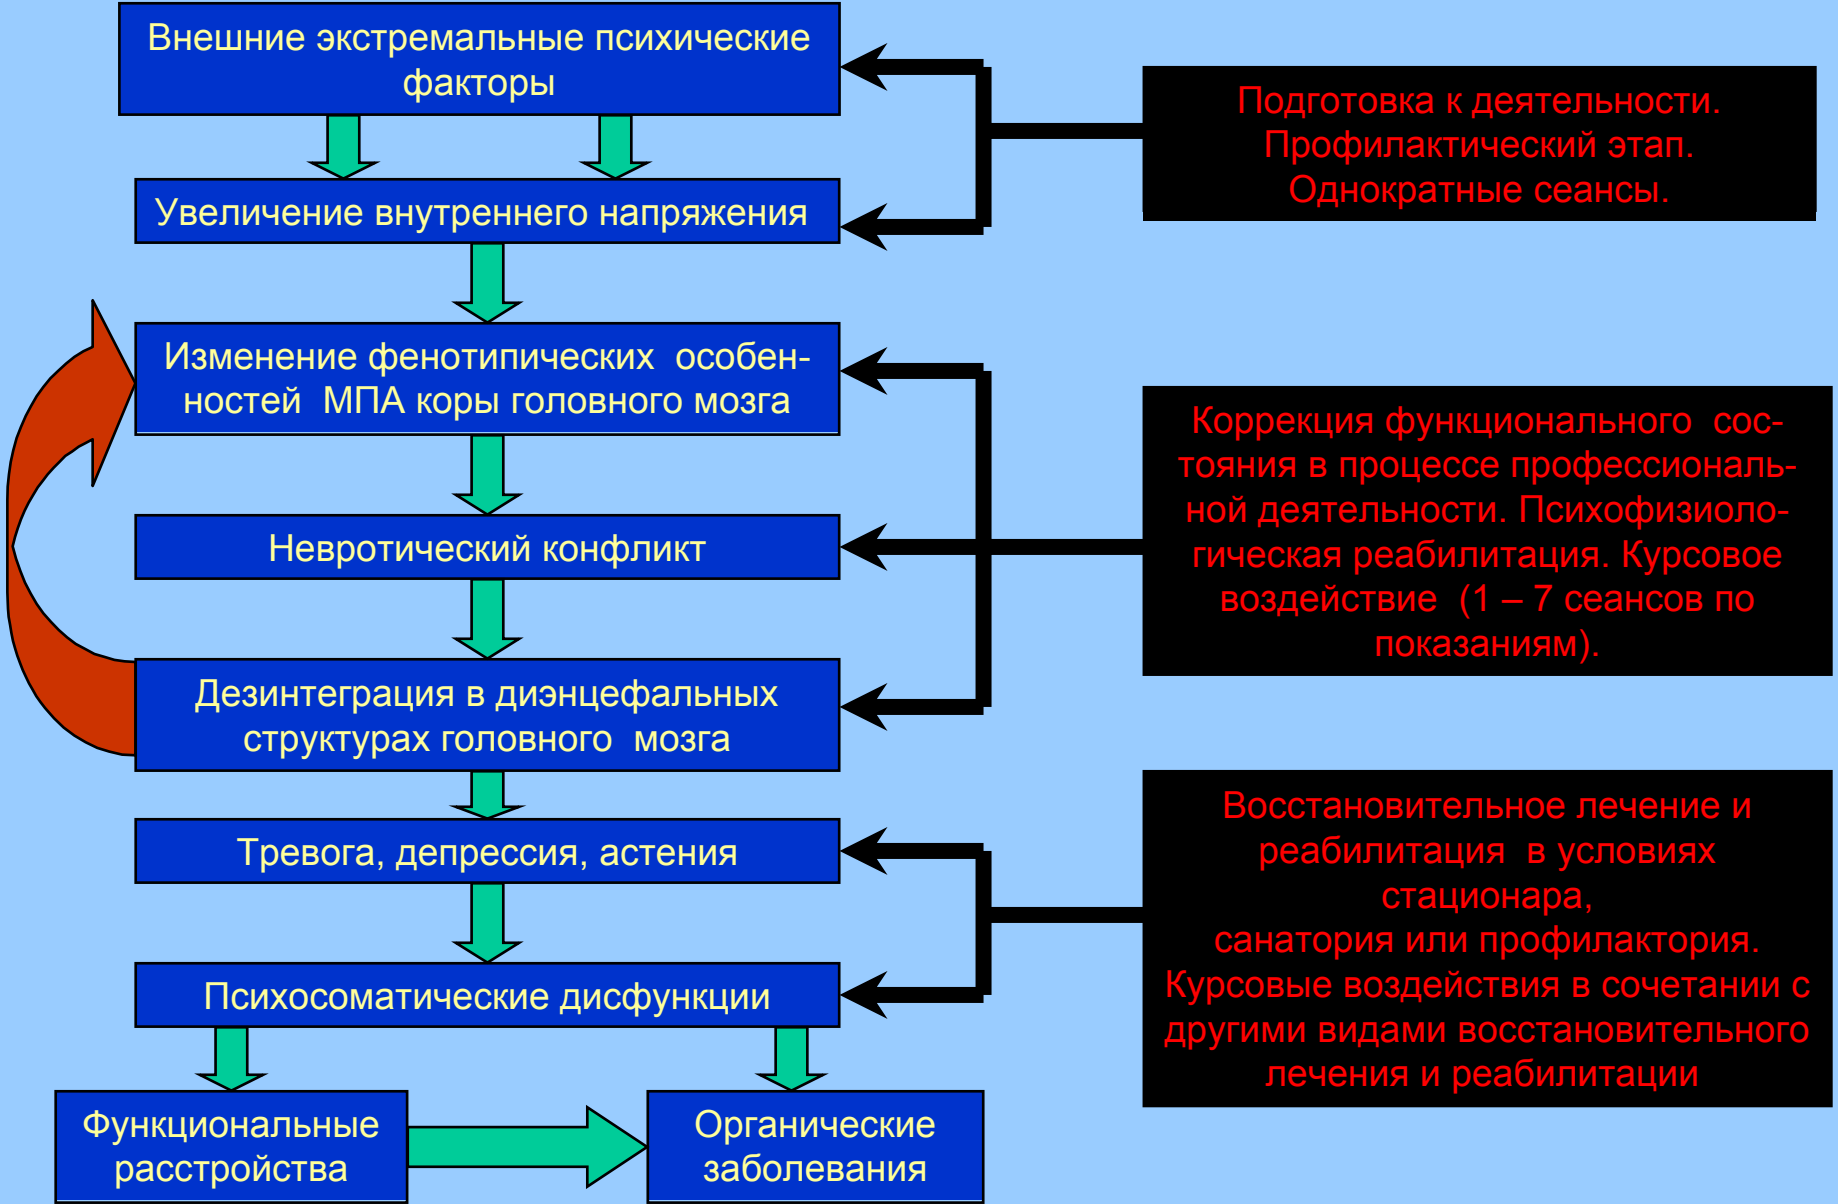 Внешние экстремальные психические
факторы
Увеличение внутреннего напряжения
Изменение фенотипических особен-
ностей МПА коры головного мозга
Невротический конфликт
Дезинтеграция в диэнцефальных
структурах головного мозга
Тревога, депрессия, астения
Психосоматические дисфункции
Функциональные
расстройства
Органические
заболевания
Подготовка к деятельности.
Профилактический этап.
Однократные сеансы.
Коррекция функционального сос-
тояния в процессе профессиональ-
ной деятельности. Психофизиоло-
гическая реабилитация. Курсовое
воздействие (1 – 7 сеансов по
показаниям).
Восстановительное лечение и
реабилитация в условиях
стационара,
санатория или профилактория.
Курсовые воздействия в сочетании с
другими видами восстановительного
лечения и реабилитации